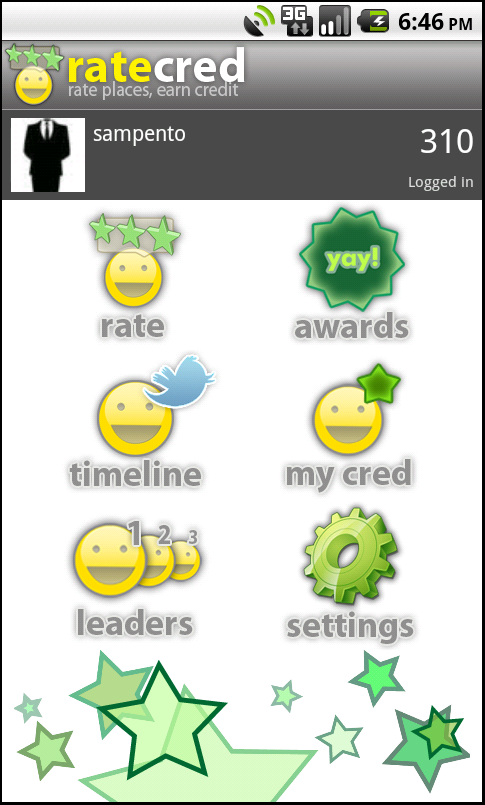 3G 6:46 PM
ratecred
rate places, earn credit
sampento 310
Logged in
rate
yay!
awards
timeline
my cred
1 2 3
leaders
settings